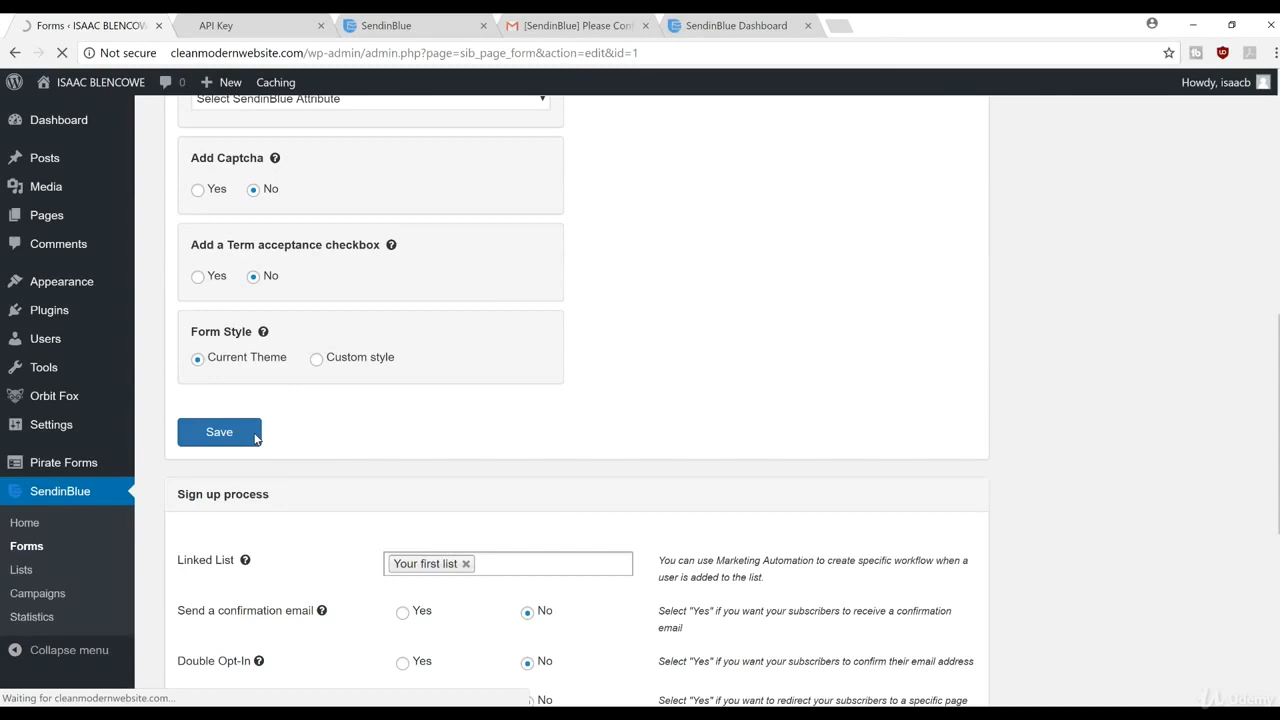 Forms ‹ ISAAC BLENCOWE — W
API Key
SendinBlue
[SendinBlue] Please Conf
SendinBlue Dashboard
Not secure
cleanmodernwebsite.com/wp-admin/admin.php?page=sib_page_form&action=edit&id=1
ISAAC BLENCOWE
0
New
Caching
Howdy, isaacb
Dashboard
Posts
Media
Pages
Comments
Appearance
Plugins
Users
Tools
Orbit Fox
Settings
Pirate Forms
SendinBlue
Home
Forms
Lists
Campaigns
Statistics
Collapse menu
Select SendinBlue Attribute
Add Captcha
Yes No
Add a Term acceptance checkbox
Yes No
Form Style
Current Theme Custom style
Save
Sign up process
Linked List
Your first list
You can use Marketing Automation to create specific workflow when a
user is added to the list.
Send a confirmation email
Yes No
Select "Yes" if you want your subscribers to receive a confirmation
email
Double Opt-In
Yes No
Select "Yes" if you want your subscribers to confirm their email address
No
Select "Yes" if you want to redirect your subscribers to a specific page
Waiting for cleanmodernwebsite.com...
Udemy